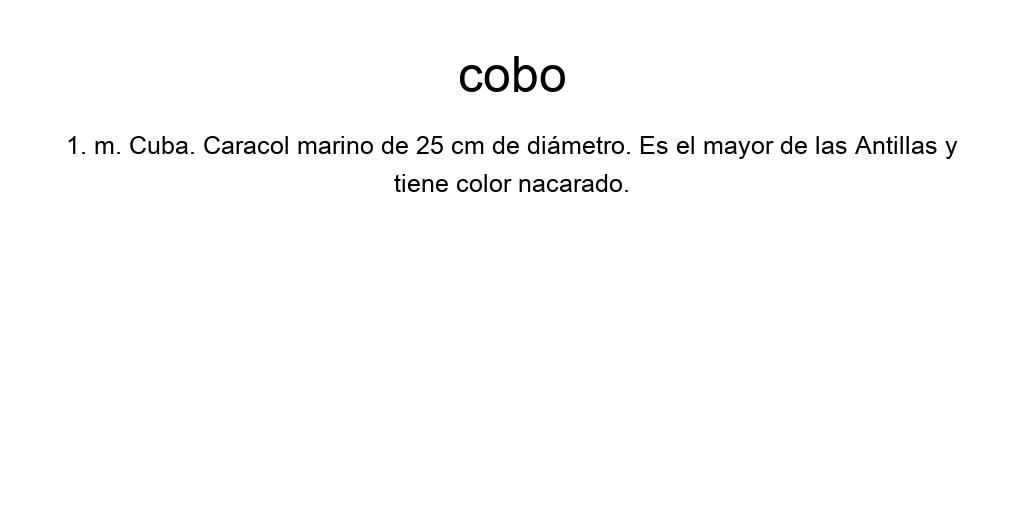 cobo
1. m. Cuba. Caracol marino de 25 cm de diámetro. Es el mayor de las Antillas y
tiene color nacarado.